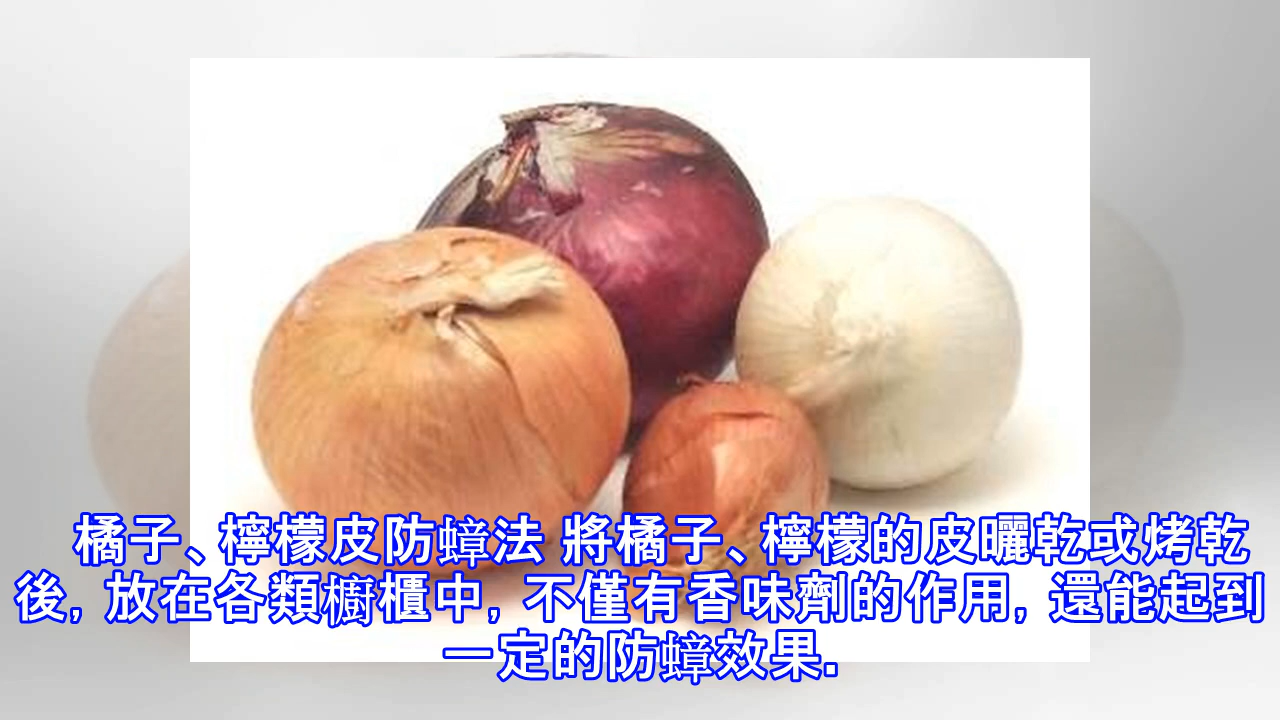 橘子、檸檬皮防蟑法 將橘子、檸檬的皮曬乾或烤乾
後, 放在各類櫥櫃中, 不僅有香味劑的作用, 還能起到
一定的防蟑效果.